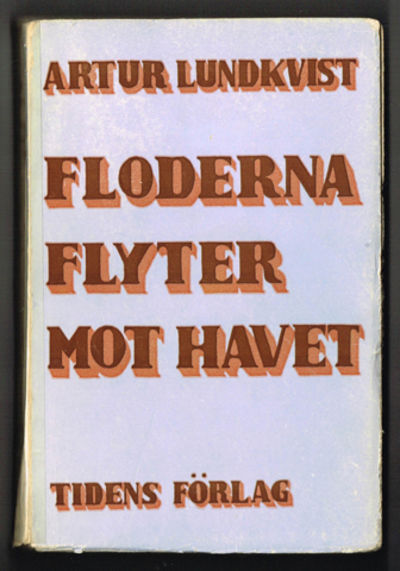 ARTUR LUNDKVIST
FLODERNA
FLYTER
MOT HAVET
TIDENS FÖRLAG